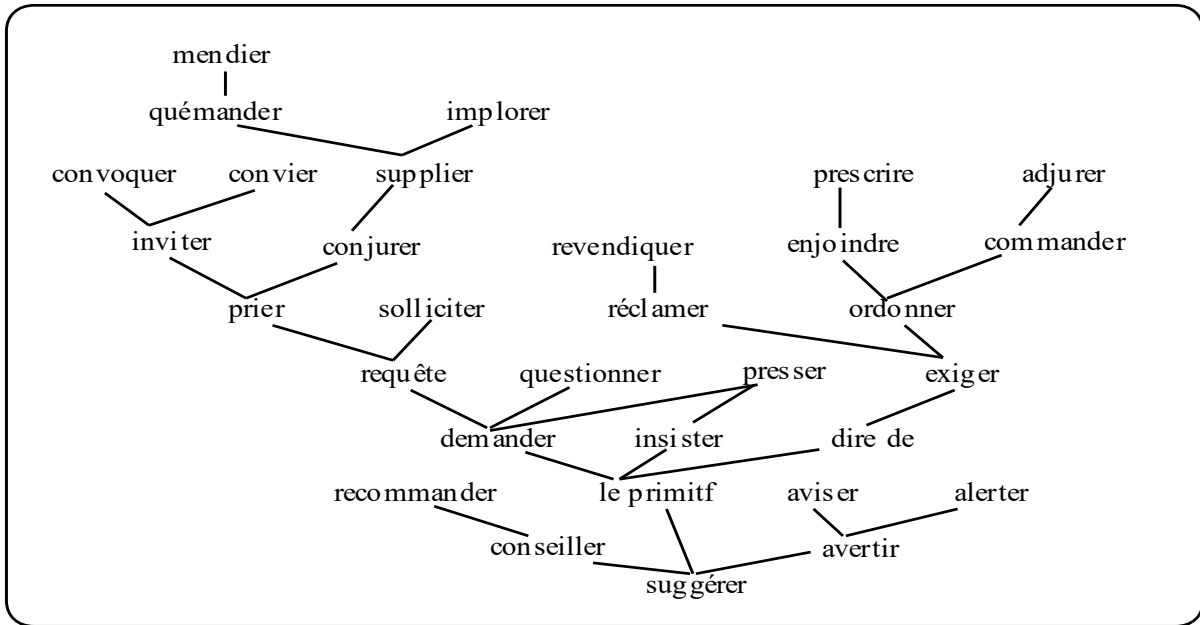 mendier
quémander implorer
convoquer convier supplier prescrire adjurer
inviter conjurer revendiquer enjoindre commander
prier solliciter réclamer ordonner
requête questionner presser exiger
demander insister dire de
recommander le primitf aviser alerter
conseiller avertir
suggérer